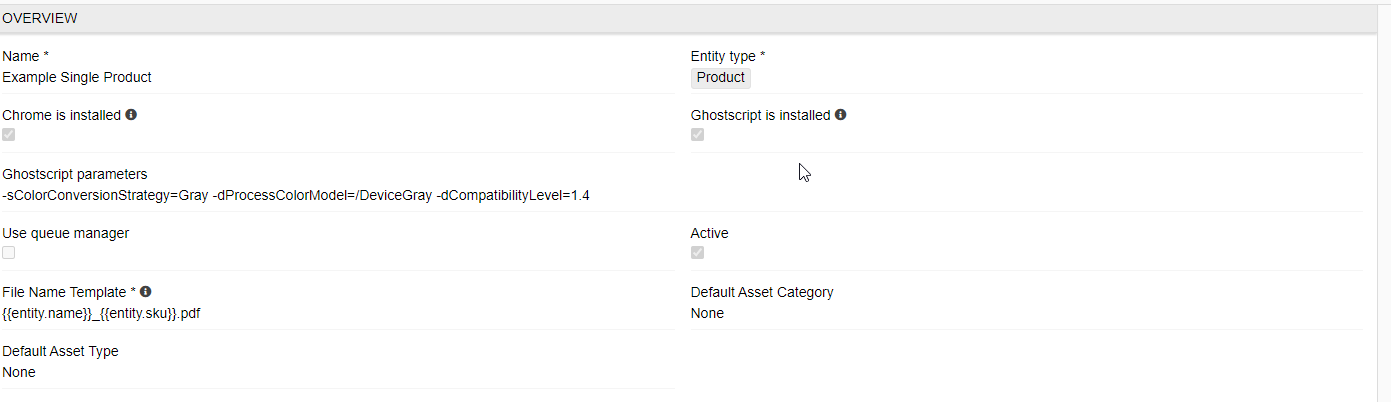 OVERVIEW
Name *
Entity type *
Example Single Product
Product
Chrome is installed
Ghostscript is installed
Ghostscript parameters
-sColorConversionStrategy=Gray -dProcessColorModel=/DeviceGray -dCompatibilityLevel=1.4
Use queue manager
Active
File Name Template *
Default Asset Category
{{entity.name}}_{{entity.sku}}.pdf
None
Default Asset Type
None